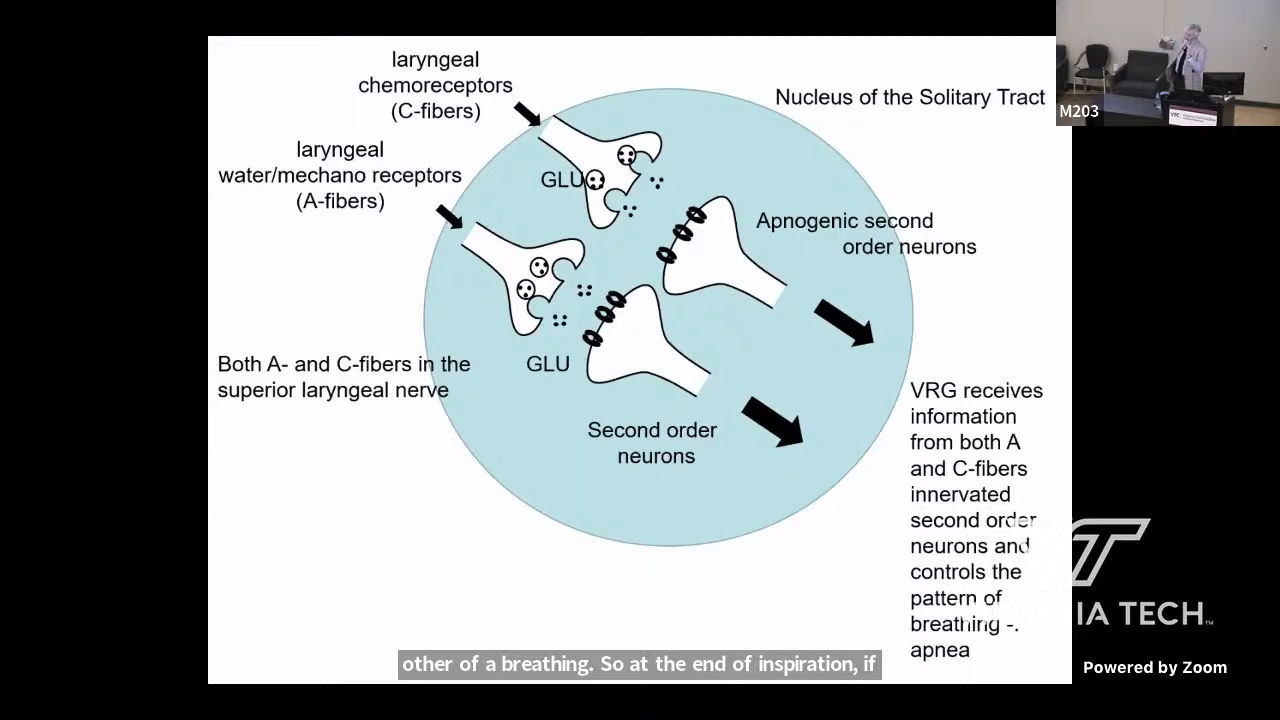 laryngeal
chemoreceptors
(C-fibers)
Nucleus of the Solitary Tract
M203
laryngeal
water/mechano receptors
(A-fibers)
GLU
Apnogenic second
order neurons
Both A- and C-fibers in the
superior laryngeal nerve
GLU
Second order
neurons
VRG receives
information
from both A
and C-fibers
innervated
second order
neurons and
controls the
pattern of
breathing -.
apnea
VT
VIRGINIA TECH™
other of a breathing. So at the end of inspiration, if
Powered by Zoom